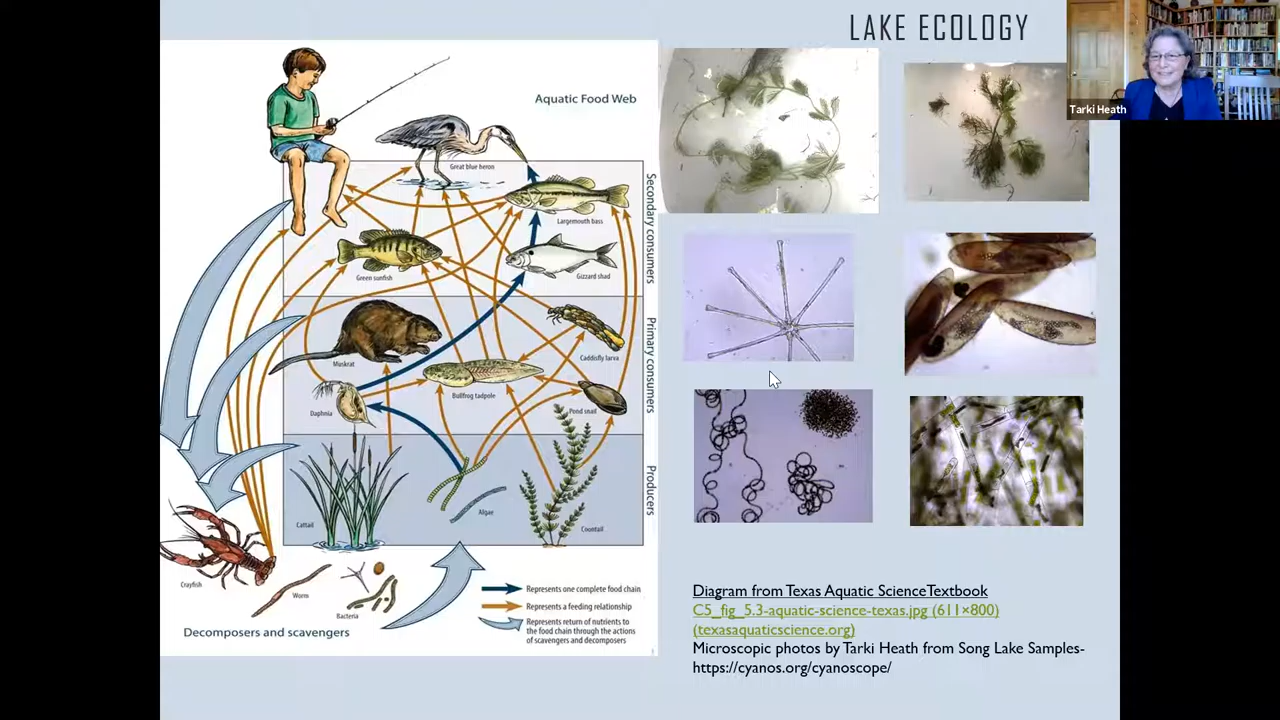 LAKE ECOLOGY
Tarki Heath
Aquatic Food Web
Great blue heron
Largemouth bass
Green sunfish
Gizzard shad
Secondary consumers
Muskrat
Caddisfly larva
Bullfrog tadpole
Daphnia
Pond snail
Primary consumers
Cattail
Algae
Coontail
Producers
Crayfish
Worm
Bacteria
Decomposers and scavengers
Represents one complete food chain
Represents a feeding relationship
Represents return of nutrients to
the food chain through the actions
of scavengers and decomposers
Diagram from Texas Aquatic ScienceTextbook
C5_fig_5.3-aquatic-science-texas.jpg (611×800)
(texasaquaticscience.org)
Microscopic photos by Tarki Heath from Song Lake Samples-
https://cyanos.org/cyanoscope/